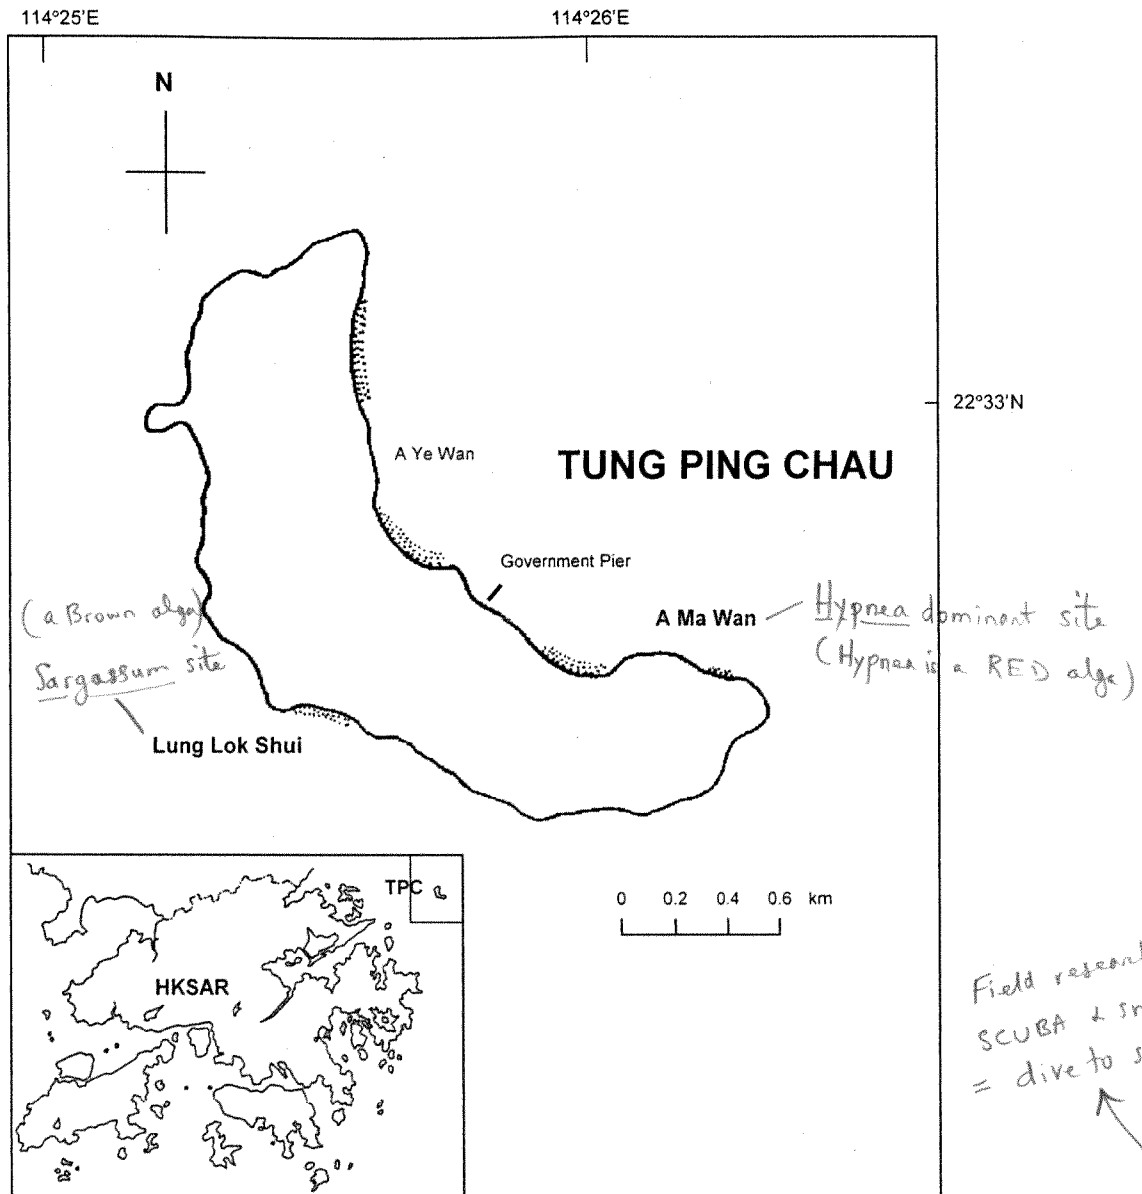 114°25'E
114°26'E
N
22°33'N
A Ye Wan
TUNG PING CHAU
Government Pier
A Ma Wan
Hypnea dominant site
(Hypnea is a RED alga)
(a Brown alga)
Sargassum site
Lung Lok Shui
TPC
HKSAR
0 0.2 0.4 0.6 km
Field
SCUBA &
= dive to